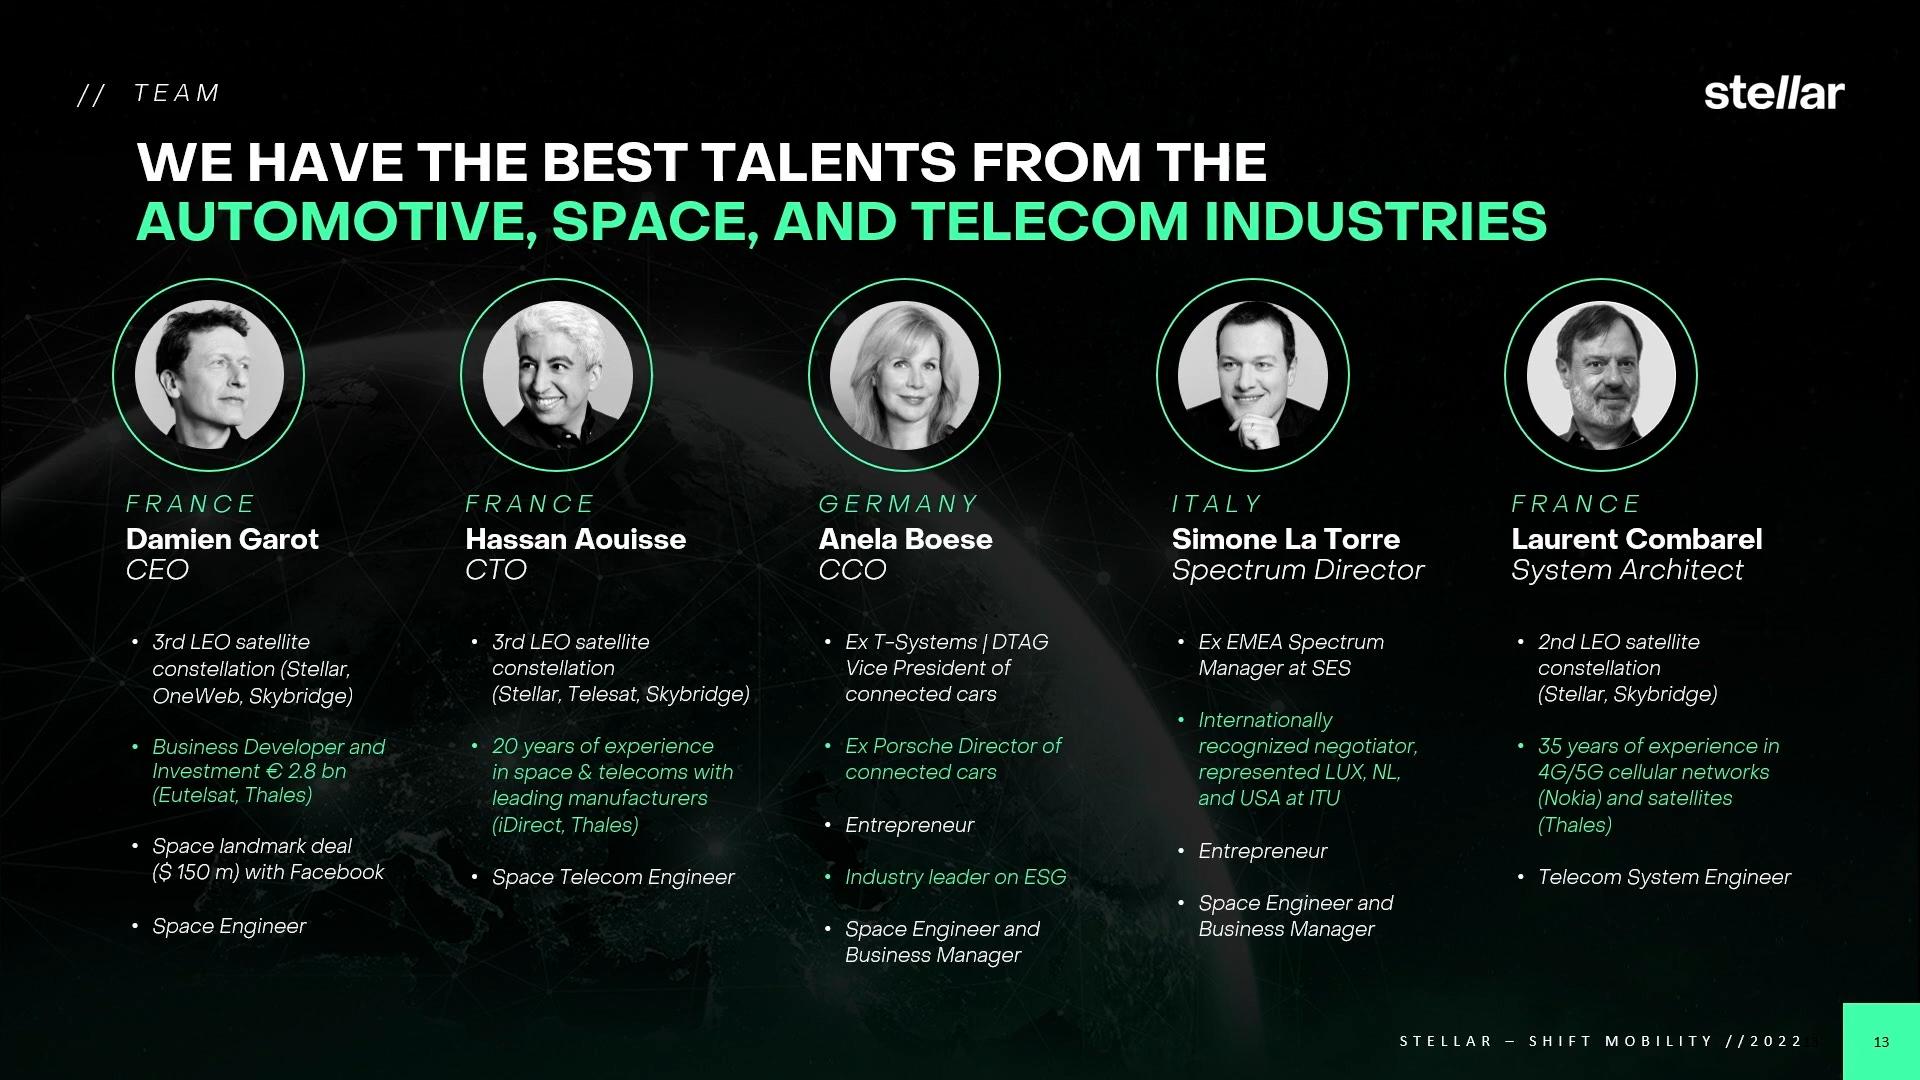 // TEAM
stellar
WE HAVE THE BEST TALENTS FROM THE
AUTOMOTIVE, SPACE, AND TELECOM INDUSTRIES
FRANCE
Damien Garot
CEO
• 3rd LEO satellite
constellation (Stellar,
OneWeb, Skybridge)
• Business Developer and
Investment € 2.8 bn
(Eutelsat, Thales)
• Space landmark deal
($ 150 m) with Facebook
• Space Engineer
FRANCE
Hassan Aouisse
CTO
• 3rd LEO satellite
constellation
(Stellar, Telesat, Skybridge)
• 20 years of experience
in space & telecoms with
leading manufacturers
(iDirect, Thales)
• Space Telecom Engineer
GERMANY
Anela Boese
CCO
• Ex T-Systems | DTAG
Vice President of
connected cars
• Ex Porsche Director of
connected cars
• Entrepreneur
• Industry leader on ESG
• Space Engineer and
Business Manager
ITALY
Simone La Torre
Spectrum Director
• Ex EMEA Spectrum
Manager at SES
• Internationally
recognized negotiator,
represented LUX, NL,
and USA at ITU
• Entrepreneur
• Space Engineer and
Business Manager
FRANCE
Laurent Combarel
System Architect
• 2nd LEO satellite
constellation
(Stellar, Skybridge)
• 35 years of experience in
4G/5G cellular networks
(Nokia) and satellites
(Thales)
• Telecom System Engineer
STELLAR – SHIFT MOBILITY //2022
13